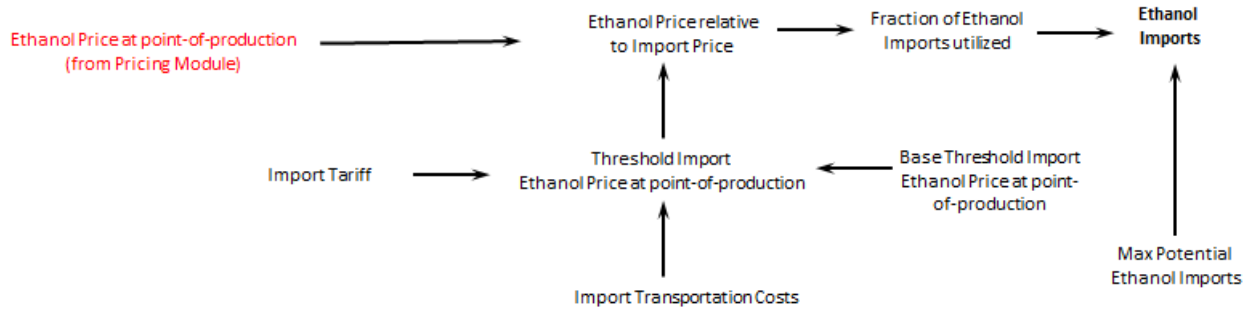 Ethanol Price at point-of-production
(from Pricing Module)
Ethanol Price relative
to Import Price
Fraction of Ethanol
Imports utilized
Ethanol
Imports
Import Tariff
Threshold Import
Ethanol Price at point-of-production
Base Threshold Import
Ethanol Price at point-
of-production
Max Potential
Ethanol Imports
Import Transportation Costs